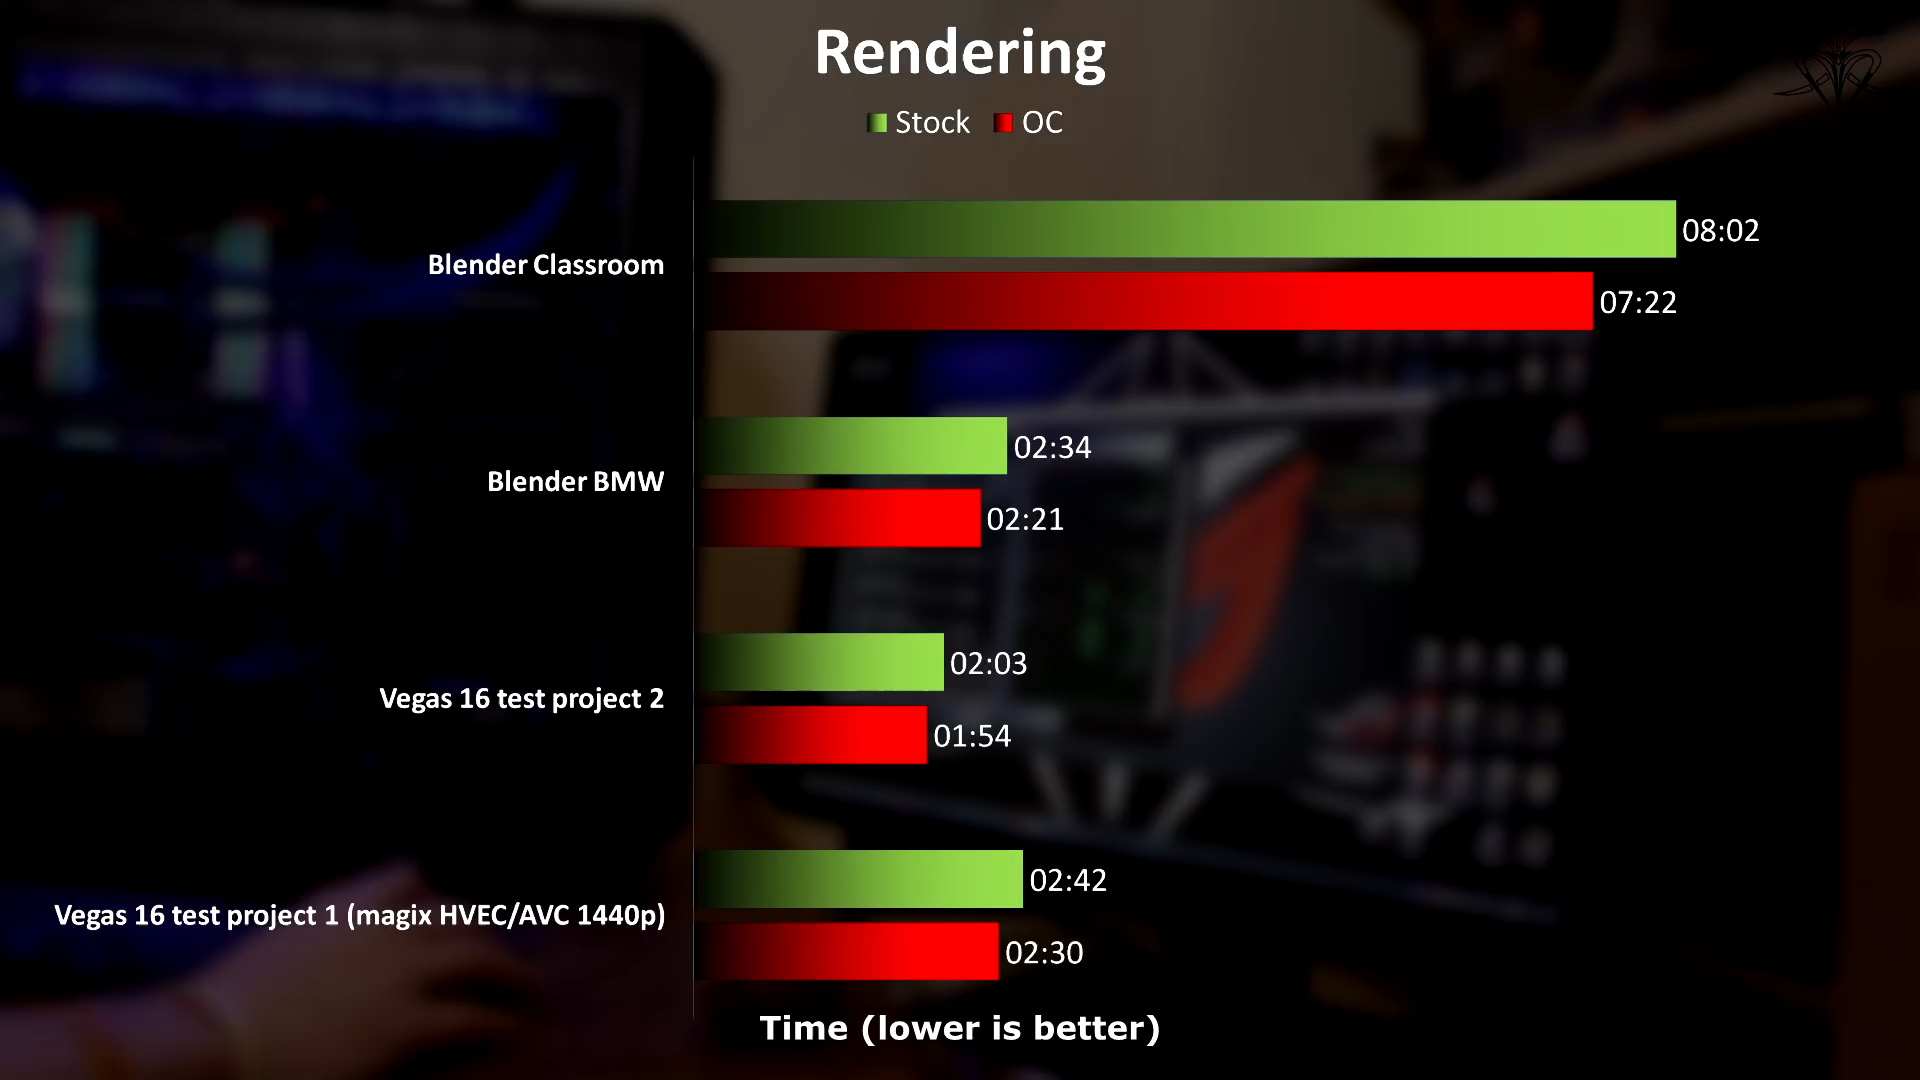 Rendering
Stock OC
Blender Classroom
08:02
07:22
Blender BMW
02:34
02:21
Vegas 16 test project 2
02:03
01:54
Vegas 16 test project 1 (magix HVEC/AVC 1440p)
02:42
02:30
Time (lower is better)